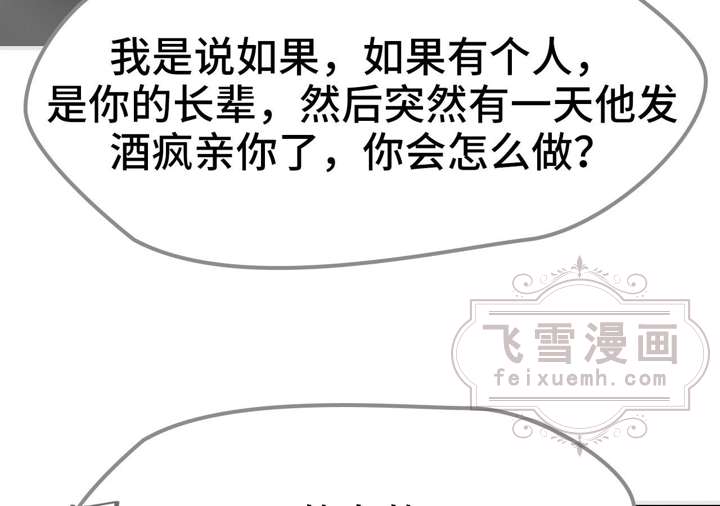 我是说如果，如果有个人，
是你的长辈，然后突然有一天他发
酒疯亲你了，你会怎么做？
飞雪漫画
feixuemh.com